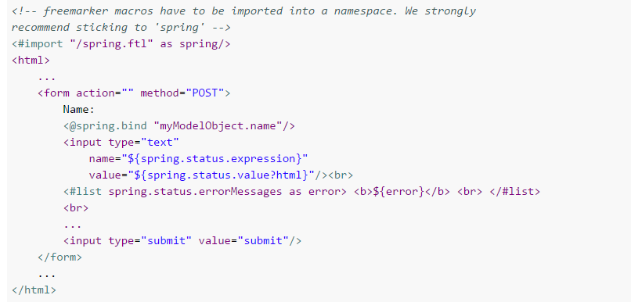 <!-- freemarker macros have to be imported into a namespace. We strongly
recommend sticking to 'spring' -->
<#import "/spring.ftl" as spring/>
<html>
    ...
    <form action="" method="POST">
        Name:
        <@spring.bind "myModelObject.name"/>
        <input type="text"
            name="${spring.status.expression}"
            value="${spring.status.value?html}"/><br>
        <#list spring.status.errorMessages as error> <b>${error}</b> <br> </#list>
        <br>
        ...
        <input type="submit" value="submit"/>
    </form>
    ...
</html>